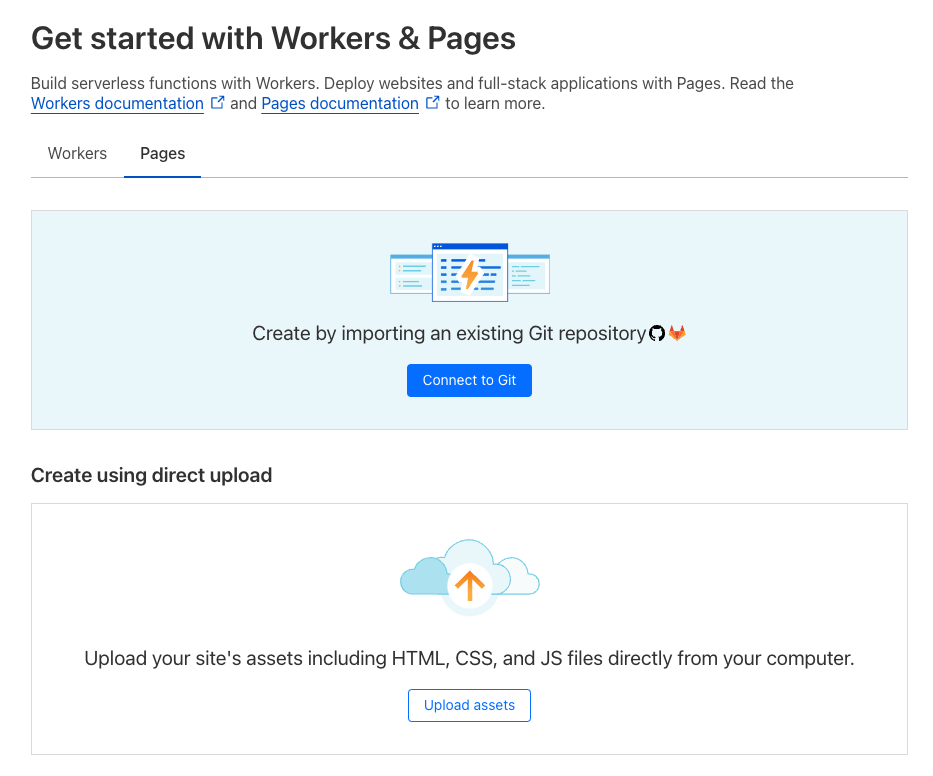 Get started with Workers & Pages
Build serverless functions with Workers. Deploy websites and full-stack applications with Pages. Read the
Workers documentation and Pages documentation to learn more.
Workers Pages
Create by importing an existing Git repository
Connect to Git
Create using direct upload
Upload your site's assets including HTML, CSS, and JS files directly from your computer.
Upload assets